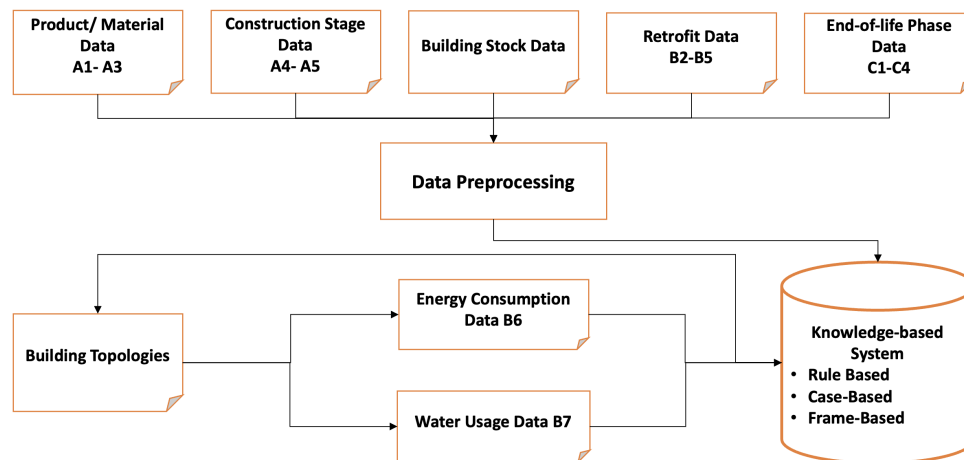 Product/ Material
Data
A1- A3
Construction Stage
Data
A4- A5
Building Stock Data
Retrofit Data
B2-B5
End-of-life Phase
Data
C1-C4
Data Preprocessing
Building Topologies
Energy Consumption
Data B6
Water Usage Data B7
Knowledge-based
System
• Rule Based
• Case-Based
• Frame-Based